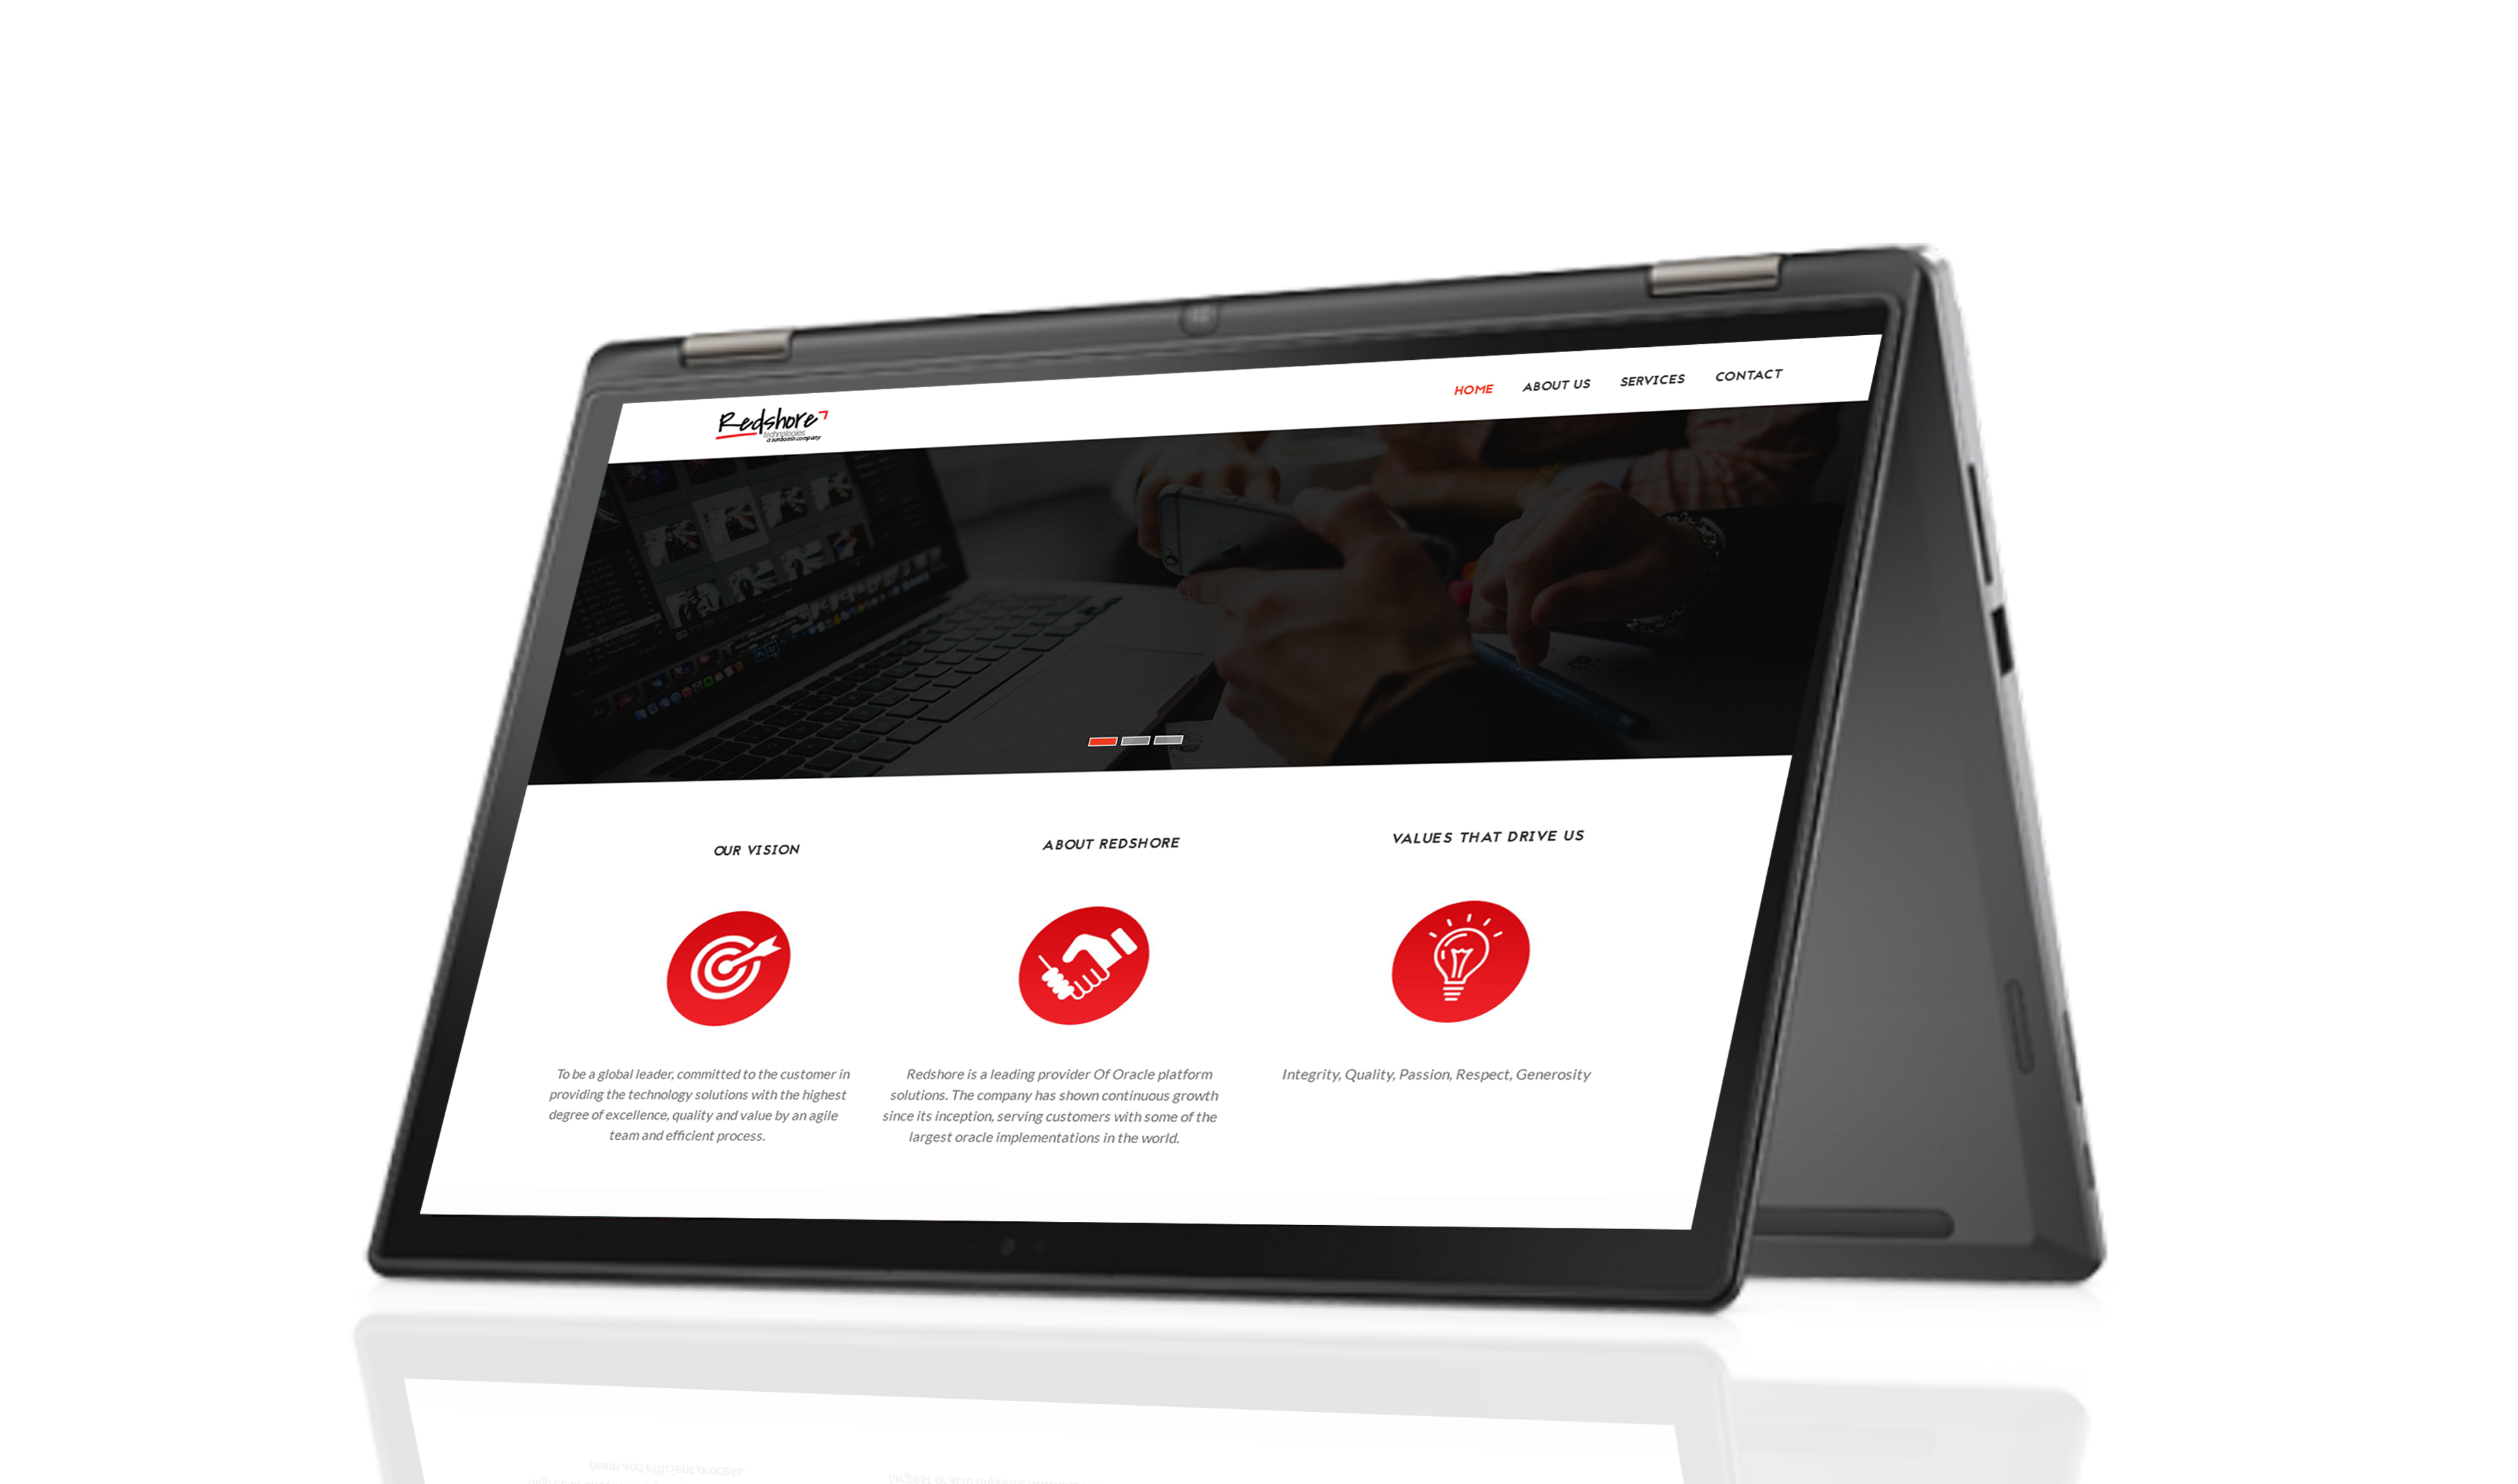 Redshore
technologies
HOME ABOUT US SERVICES CONTACT
OUR VISION
To be a global leader, committed to the customer in
providing the technology solutions with the highest
degree of excellence, quality and value by an agile
team and efficient process.
ABOUT REDSHORE
Redshore is a leading provider Of Oracle platform
solutions. The company has shown continuous growth
since its inception, serving customers with some of the
largest oracle implementations in the world.
VALUES THAT DRIVE US
Integrity, Quality, Passion, Respect, Generosity
team and efficient process.